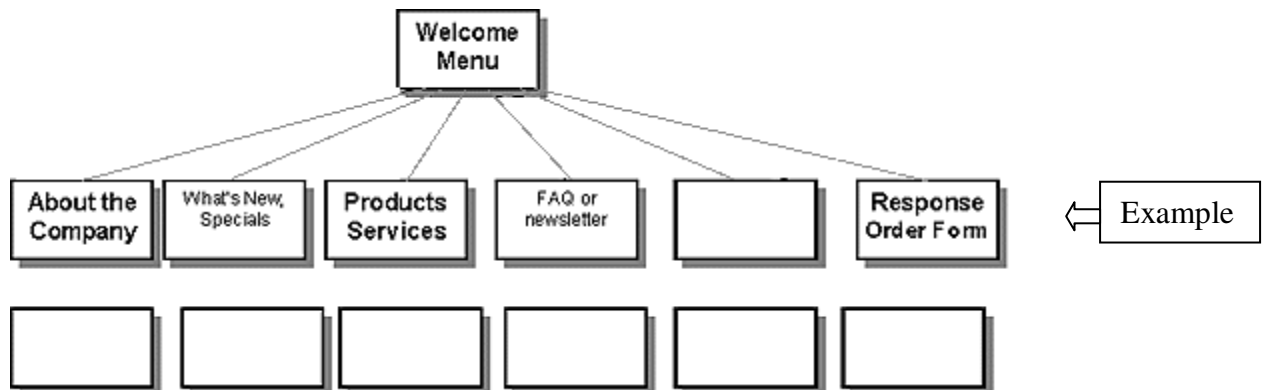 Welcome
Menu
About the
Company
What's New,
Specials
Products
Services
FAQ or
newsletter
Response
Order Form
Example